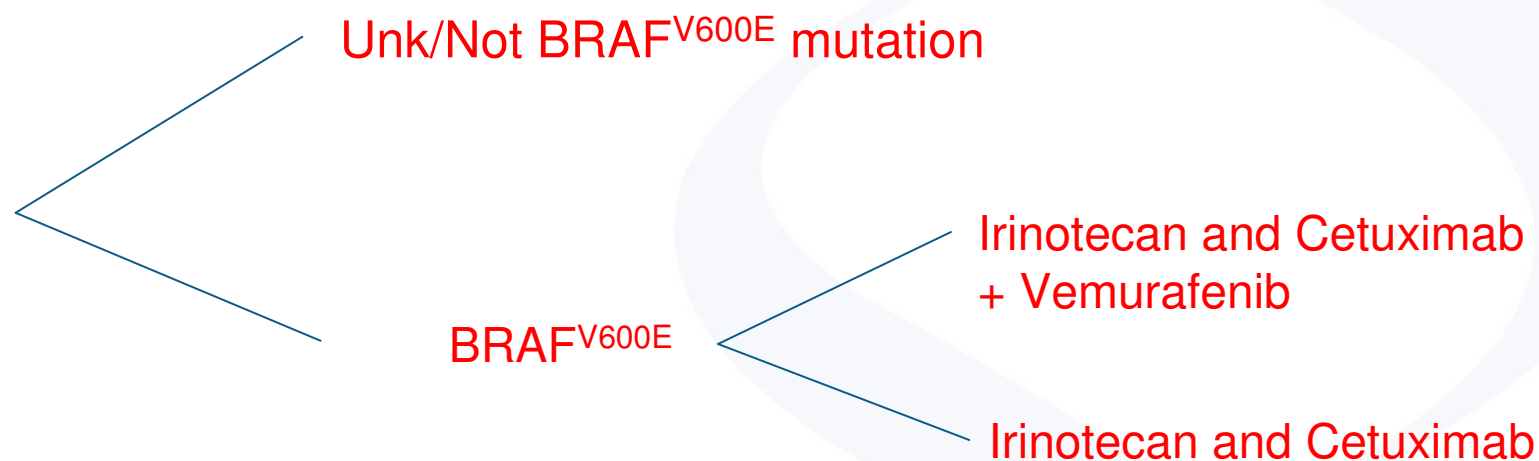 Unk/Not BRAFV600E mutation
Irinotecan and Cetuximab
+ Vemurafenib
BRAFV600E
Irinotecan and Cetuximab